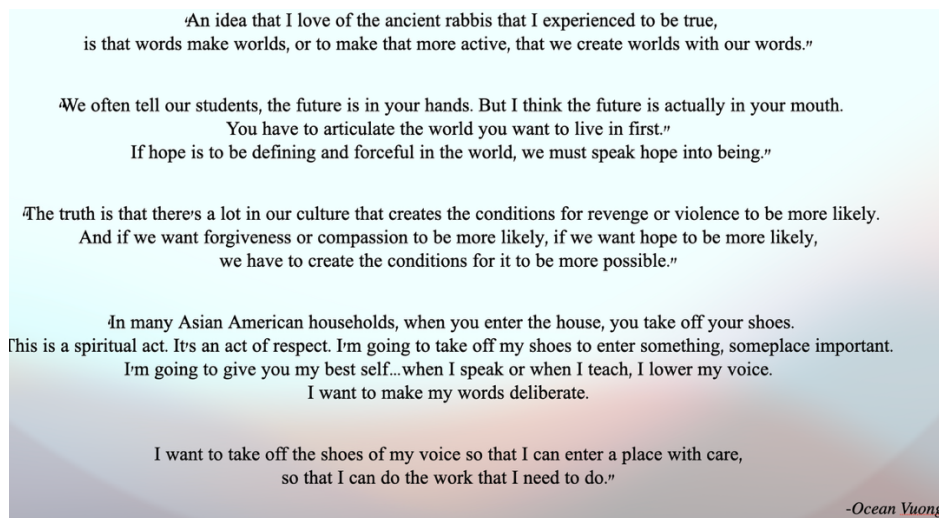 "An idea that I love of the ancient rabbis that I experienced to be true,
is that words make worlds, or to make that more active, that we create worlds with our words."
"We often tell our students, the future is in your hands. But I think the future is actually in your mouth.
You have to articulate the world you want to live in first."
If hope is to be defining and forceful in the world, we must speak hope into being."
"The truth is that there's a lot in our culture that creates the conditions for revenge or violence to be more likely.
And if we want forgiveness or compassion to be more likely, if we want hope to be more likely,
we have to create the conditions for it to be more possible."
"In many Asian American households, when you enter the house, you take off your shoes.
This is a spiritual act. It's an act of respect. I'm going to take off my shoes to enter something, someplace important.
I'm going to give you my best self...when I speak or when I teach, I lower my voice.
I want to make my words deliberate.
I want to take off the shoes of my voice so that I can enter a place with care,
so that I can do the work that I need to do."
-Ocean Vuong